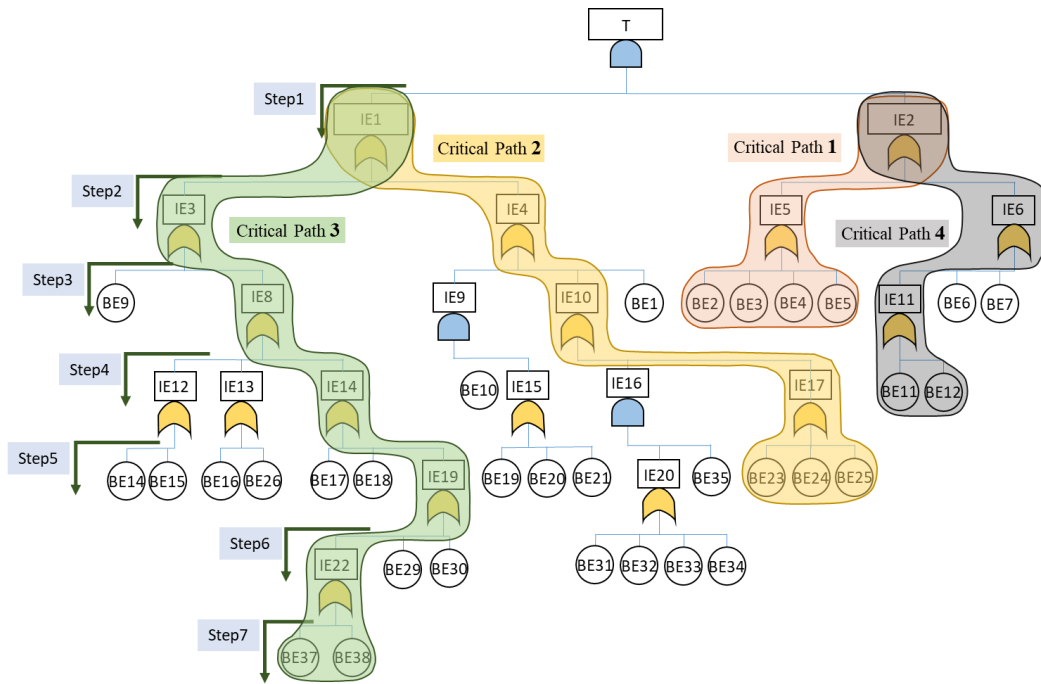 T
Step1
IE1
IE2
Critical Path 2
Critical Path 1
Step2
IE3
IE4
IE5
IE6
Critical Path 3
Critical Path 4
Step3
BE9
IE8
IE9
IE10
BE1
BE2
BE3
BE4
BE5
IE11
BE6
BE7
Step4
IE12
IE13
IE14
BE10
IE15
IE16
IE17
BE11
BE12
Step5
BE14
BE15
BE16
BE26
BE17
BE18
IE19
BE19
BE20
BE21
IE20
BE35
BE23
BE24
BE25
Step6
IE22
BE29
BE30
BE31
BE32
BE33
BE34
Step7
BE37
BE38